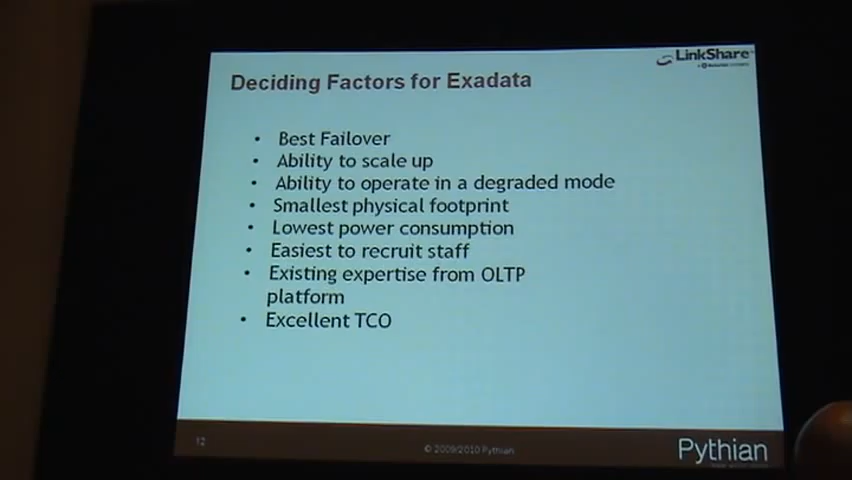 LinkShare
Deciding Factors for Exadata
• Best Failover
• Ability to scale up
• Ability to operate in a degraded mode
• Smallest physical footprint
• Lowest power consumption
• Easiest to recruit staff
• Existing expertise from OLTP
platform
• Excellent TCO
12
© 2009/2010 Pythian
Pythian